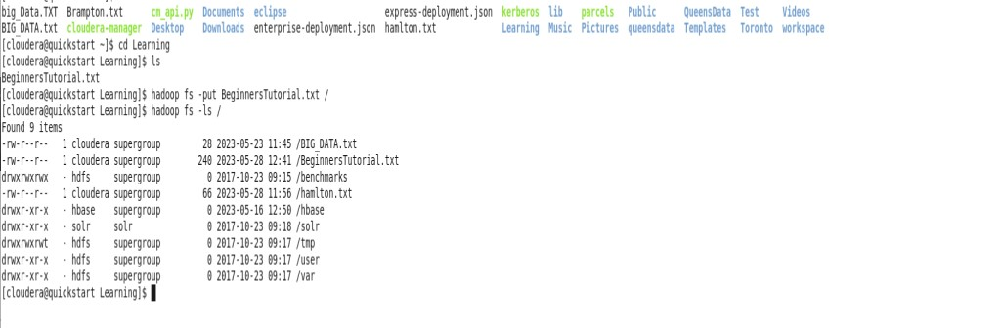 big_Data.TXT Brampton.txt cn_api.py Documents eclipse express-deployment.json kerberos lib parcels Public QueensData Test Videos
BIG_DATA.txt cloudera-manager Desktop Downloads enterprise-deployment.json hamlton.txt Learning Music Pictures queensdata Templates Toronto workspace
[cloudera@quickstart ~]$ cd Learning
[cloudera@quickstart Learning]$ ls
BeginnersTutorial.txt
[cloudera@quickstart Learning]$ hadoop fs -put BeginnersTutorial.txt /
[cloudera@quickstart Learning]$ hadoop fs -ls /
Found 9 items
-rw-r--r-- 1 cloudera supergroup 28 2023-05-23 11:45 /BIG_DATA.txt
-rw-r--r-- 1 cloudera supergroup 240 2023-05-28 12:41 /BeginnersTutorial.txt
drwxrwxrwx - hdfs supergroup 0 2017-10-23 09:15 /benchmarks
-rw-r--r-- 1 cloudera supergroup 66 2023-05-28 11:56 /hamlton.txt
drwxr-xr-x - hbase supergroup 0 2023-05-16 12:50 /hbase
drwxr-xr-x - solr solr 0 2017-10-23 09:18 /solr
drwxrwxrwt - hdfs supergroup 0 2017-10-23 09:17 /tmp
drwxr-xr-x - hdfs supergroup 0 2017-10-23 09:17 /user
drwxr-xr-x - hdfs supergroup 0 2017-10-23 09:17 /var
[cloudera@quickstart Learning]$